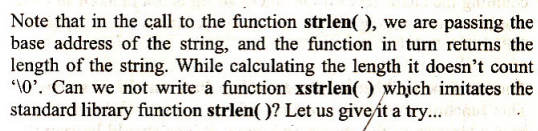 Note that in the call to the function strlen( ), we are passing the
base address of the string, and the function in turn returns the
length of the string. While calculating the length it doesn't count
'\0'. Can we not write a function xstrlen( ) which imitates the
standard library function strlen( )? Let us give it a try...